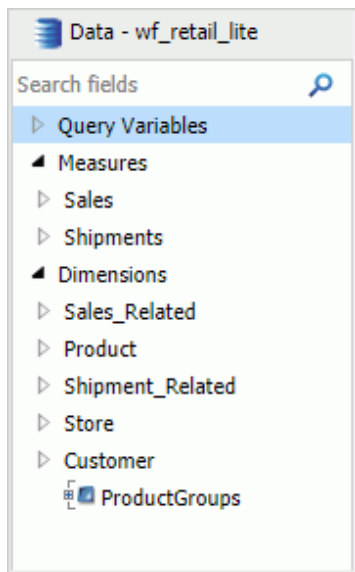 Data - wf_retail_lite
Search fields
Query Variables
Measures
Sales
Shipments
Dimensions
Sales_Related
Product
Shipment_Related
Store
Customer
ProductGroups